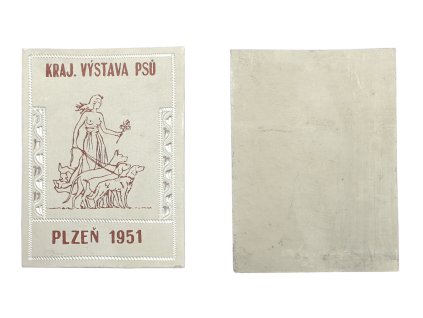 KRAJ. VÝSTAVA PSŮ
PLZEŇ 1951